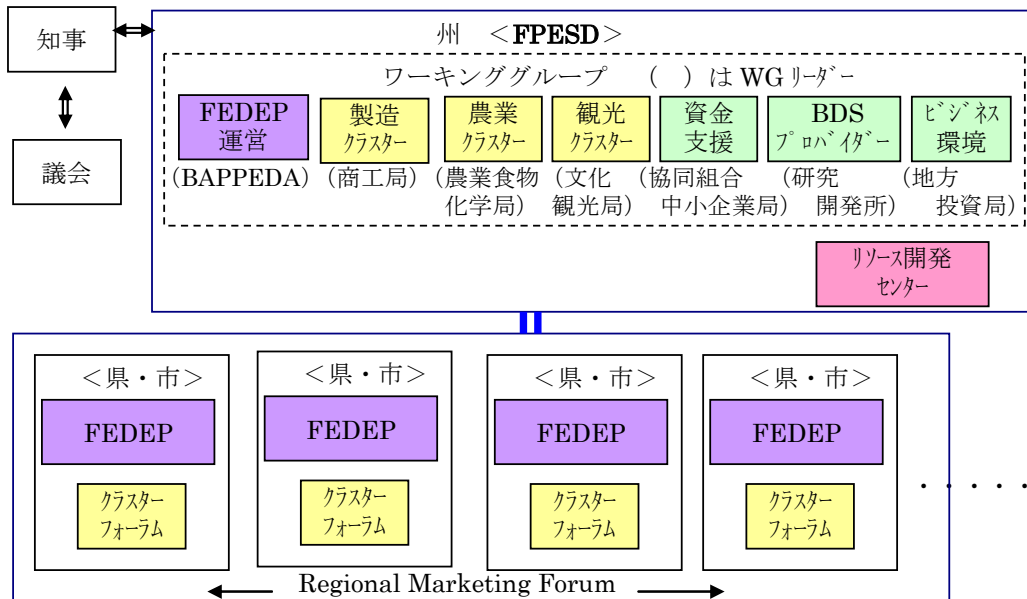 知事
議会
州 ＜FPESD＞
ワーキンググループ （ ）は WG ﾘｰﾀﾞｰ
FEDEP
運営
製造
ｸﾗｽﾀｰ
農業
ｸﾗｽﾀｰ
観光
ｸﾗｽﾀｰ
資金
支援
BDS
ﾌﾟﾛﾊﾞｲﾀﾞｰ
ﾋﾞｼﾞﾈｽ
環境
（BAPPEDA）
（商工局）
（農業食物
化学局）
（文化
観光局）
（協同組合
中小企業局）
（研究
開発所）
（地方
投資局）
ﾘｿｰｽ開発
ｾﾝﾀｰ
＜県・市＞
FEDEP
ｸﾗｽﾀｰ
ﾌｫｰﾗﾑ
＜県・市＞
FEDEP
ｸﾗｽﾀｰ
ﾌｫｰﾗﾑ
＜県・市＞
FEDEP
ｸﾗｽﾀｰ
ﾌｫｰﾗﾑ
＜県・市＞
FEDEP
ｸﾗｽﾀｰ
ﾌｫｰﾗﾑ
・・・・・
Regional Marketing Forum